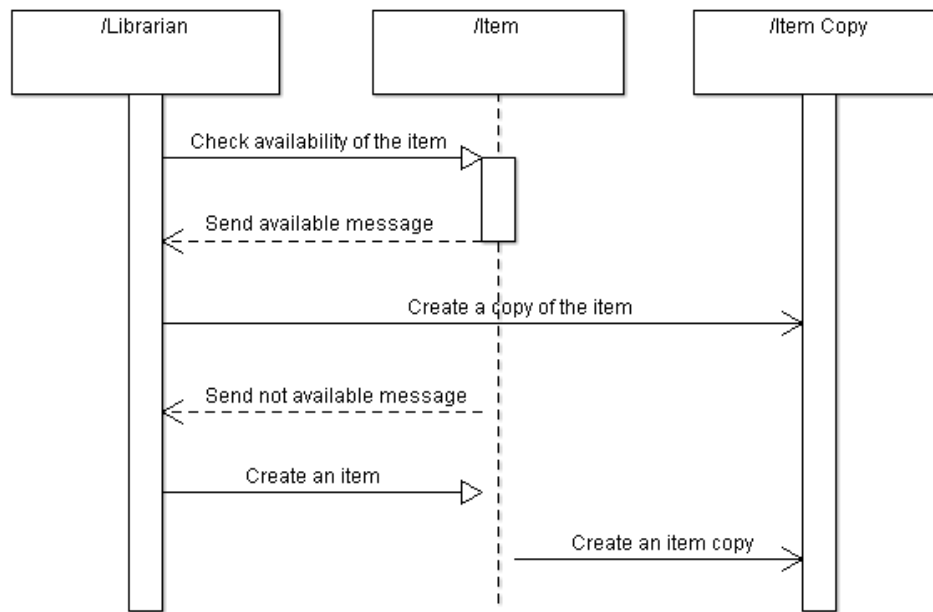 /Librarian
/Item
/Item Copy
Check availability of the item
Send available message
Create a copy of the item
Send not available message
Create an item
Create an item copy